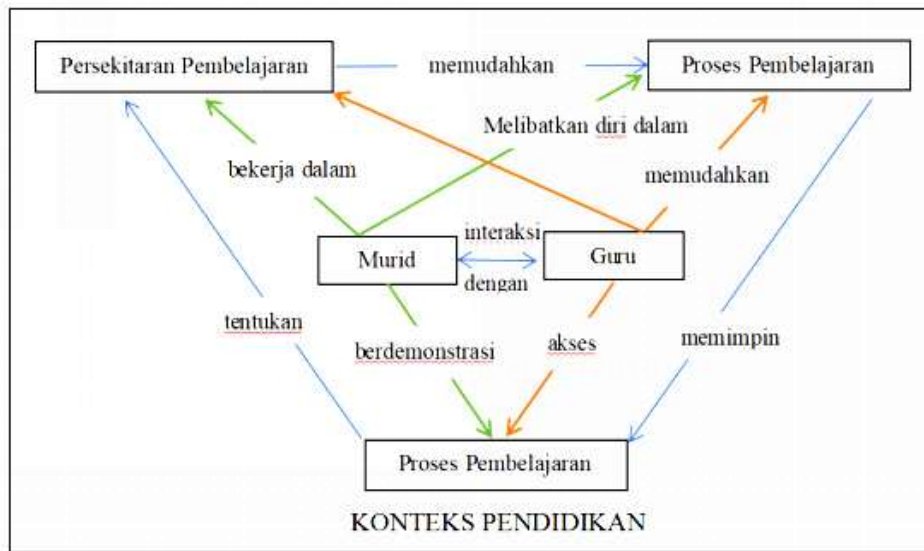 Persekitaran Pembelajaran
memudahkan
Proses Pembelajaran
Melibatkan diri dalam
bekerja dalam
memudahkan
interaksi
Murid
Guru
dengan
tentukan
berdemonstrasi
akses
memimpin
Proses Pembelajaran
KONTEKS PENDIDIKAN